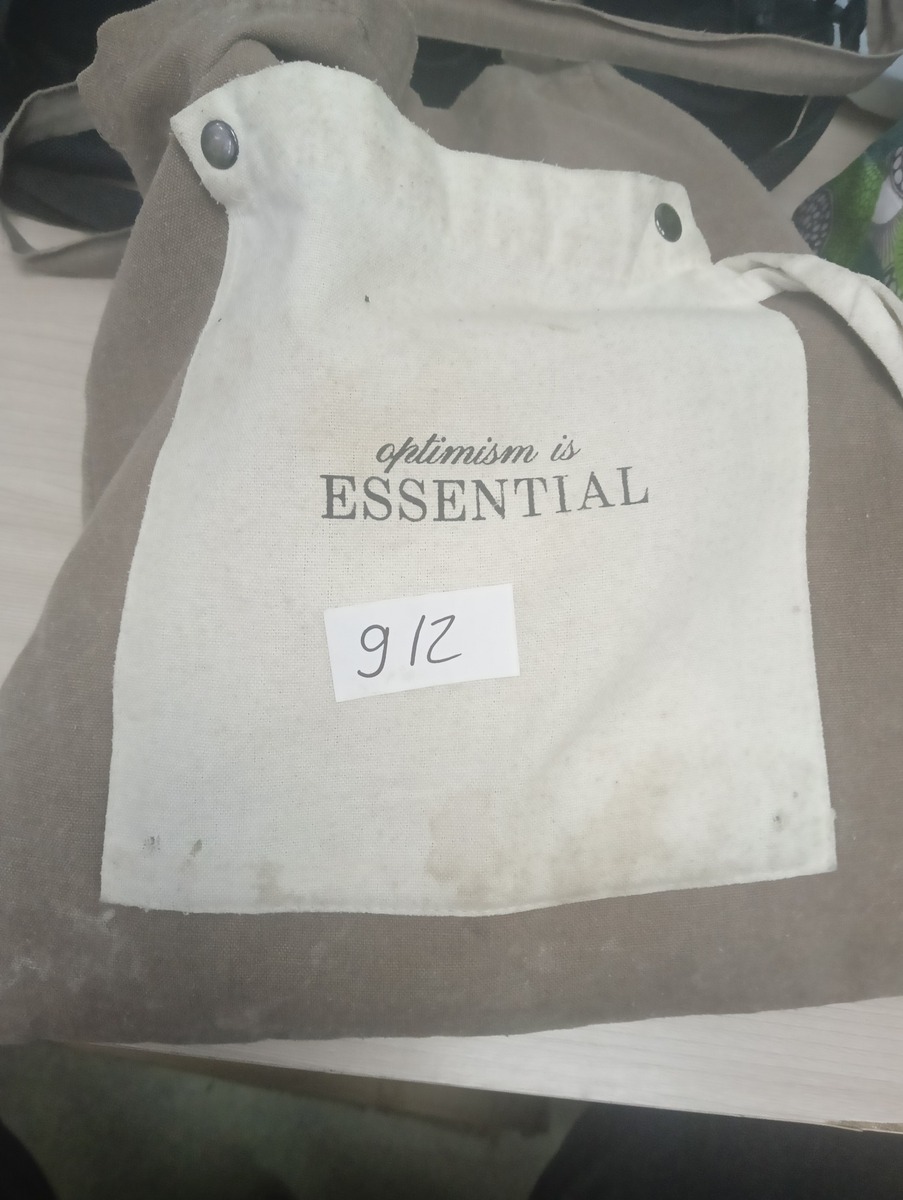 optimism is
ESSENTIAL
912